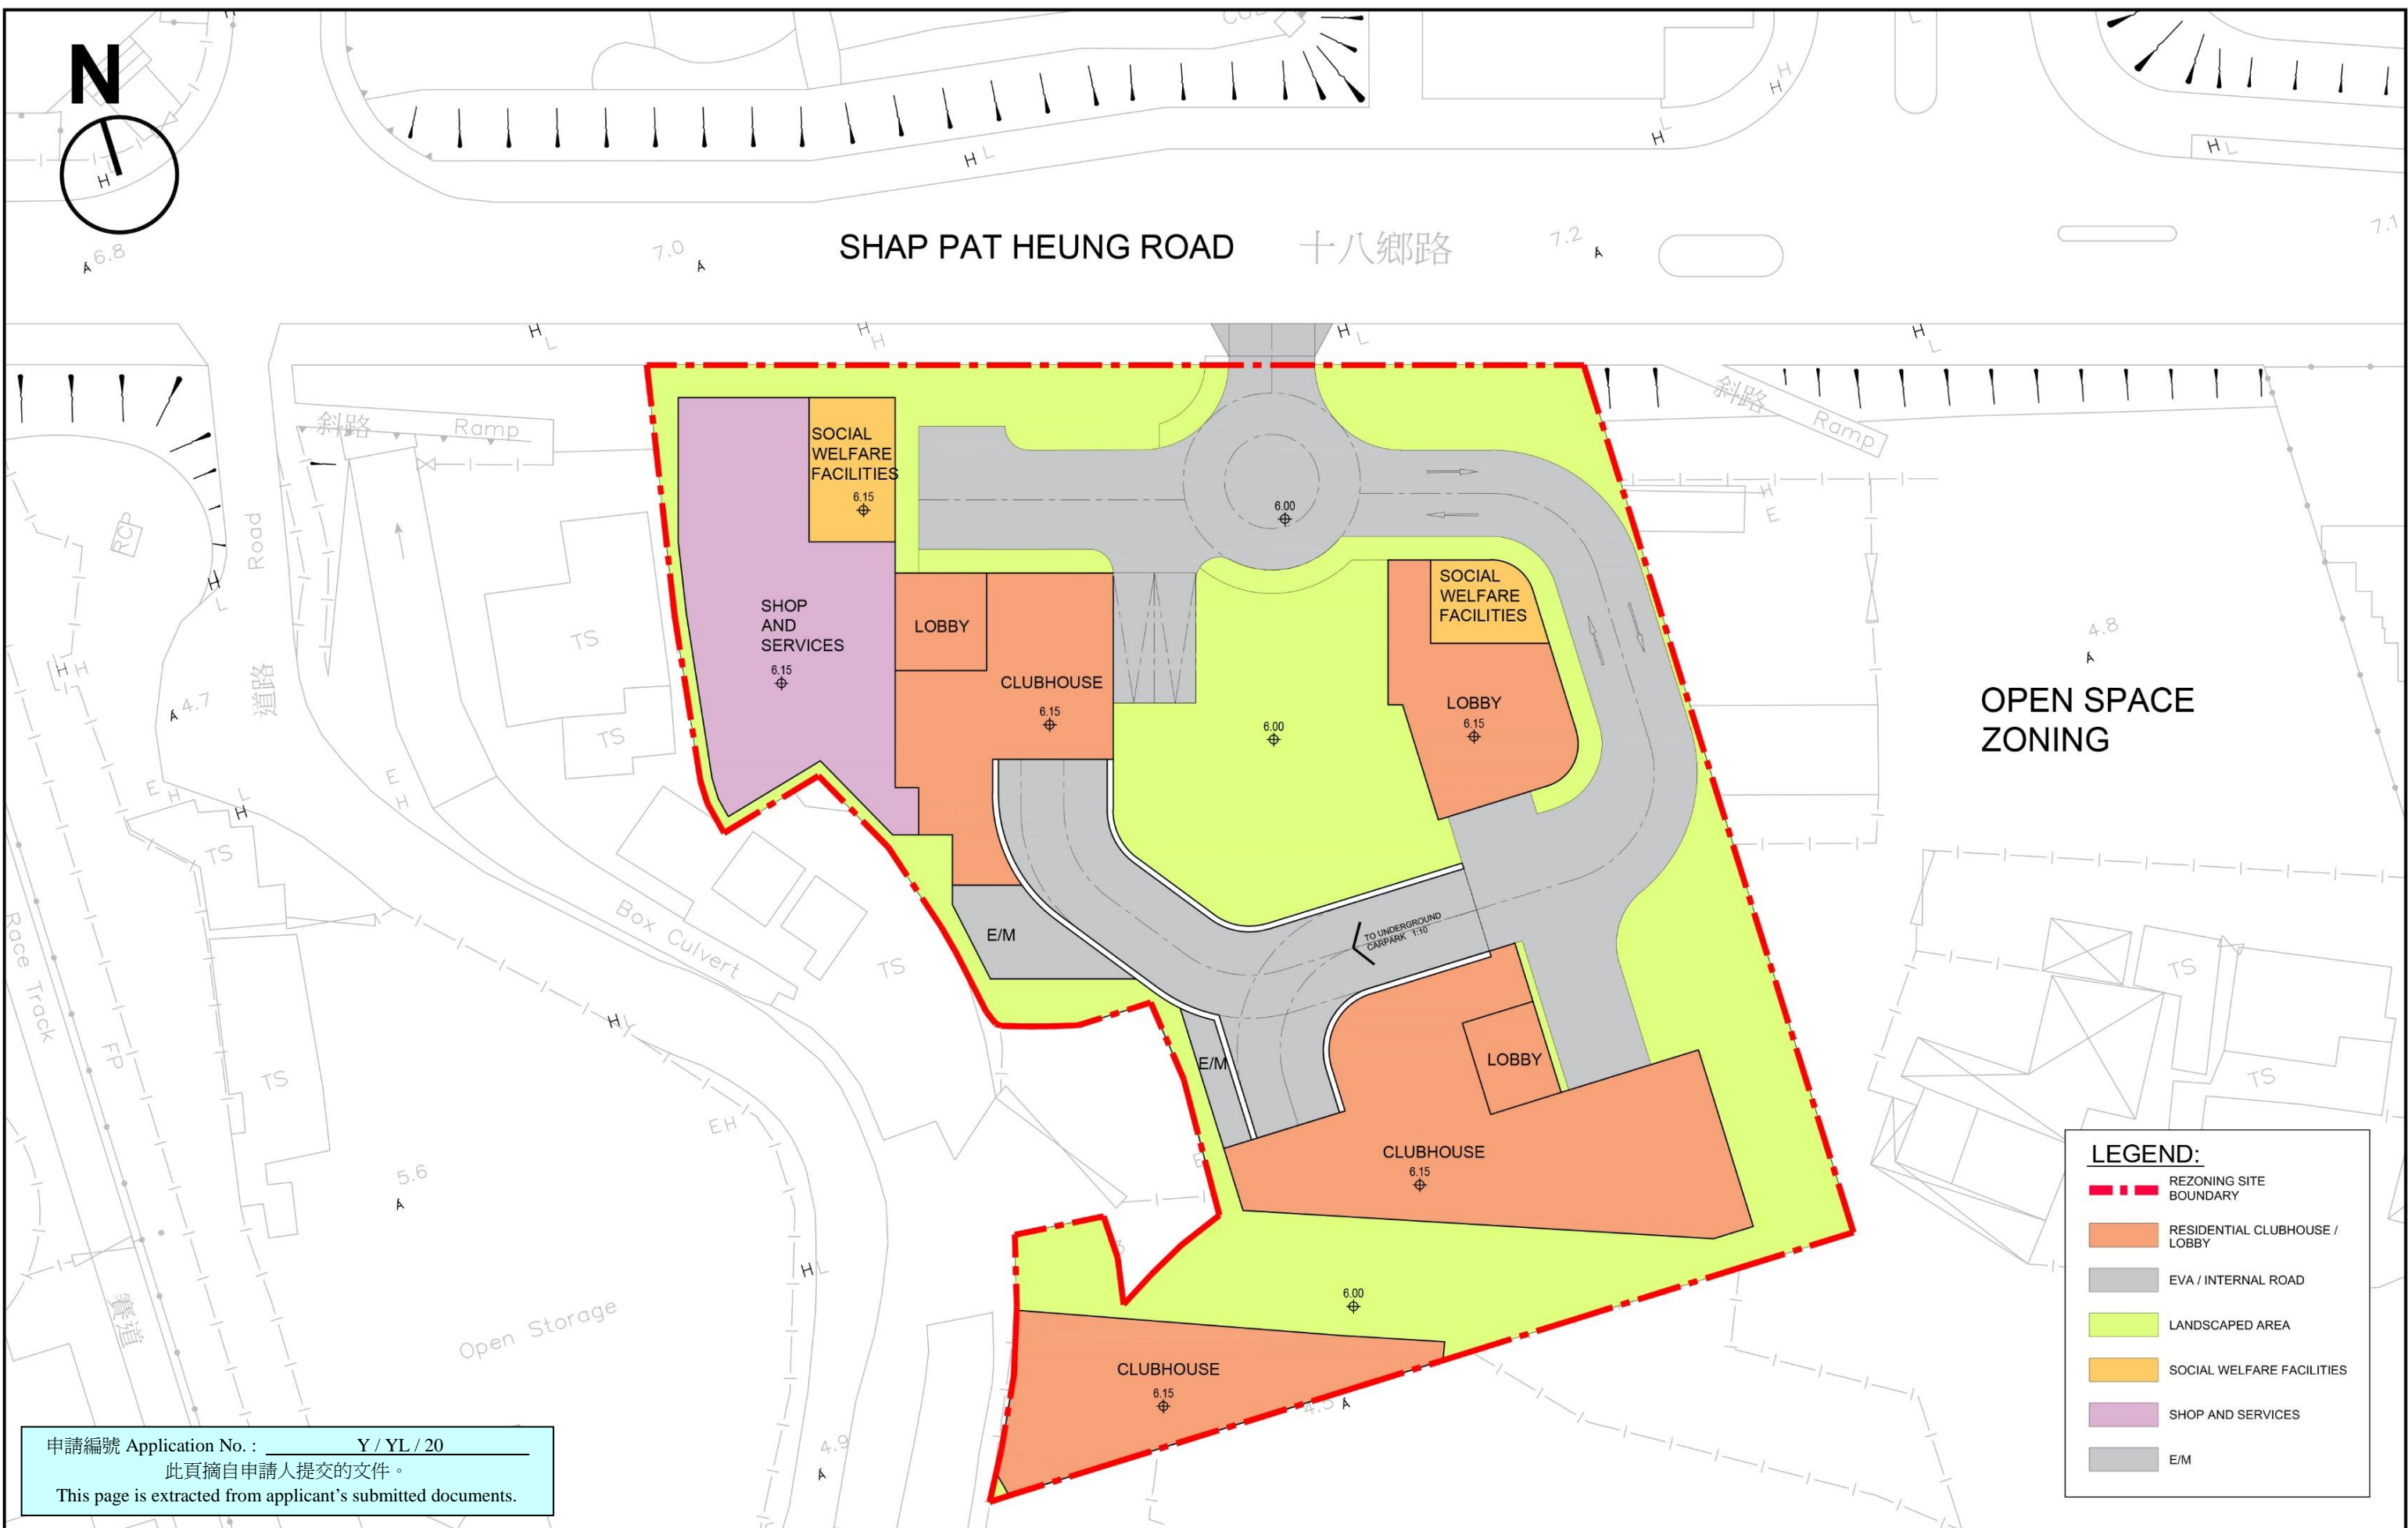 N
H
H L
H
H L
H L
H
6.8
7.0
SHAP PAT HEUNG ROAD 十八鄉路
7.2
7.1
H L
H H
H L
H L
斜路 Ramp
斜路 Ramp
RCP
Road
道路
SOCIAL
WELFARE
FACILITIES
6.15
6.00
H E
TS
SHOP
AND
SERVICES
6.15
LOBBY
CLUBHOUSE
6.15
SOCIAL
WELFARE
FACILITIES
LOBBY
6.15
6.00
4.8
OPEN SPACE
ZONING
H L
H H
4.7
TS
E H
E H
L H
TS
Box Culvert
TS
E/M
TO UNDERGROUND
CARPARK 1:10
TS
Race Track
FP
賽道
TS
H L
E/M
LOBBY
TS
EH
CLUBHOUSE
6.15
5.6
H L
6.00
Open Storage
CLUBHOUSE
6.15
4.5
4.9
LEGEND:
REZONING SITE
BOUNDARY
RESIDENTIAL CLUBHOUSE /
LOBBY
EVA / INTERNAL ROAD
LANDSCAPED AREA
SOCIAL WELFARE FACILITIES
SHOP AND SERVICES
E/M
申請編號 Application No. : Y / YL / 20
此頁摘自申請人提交的文件。
This page is extracted from applicant's submitted documents.